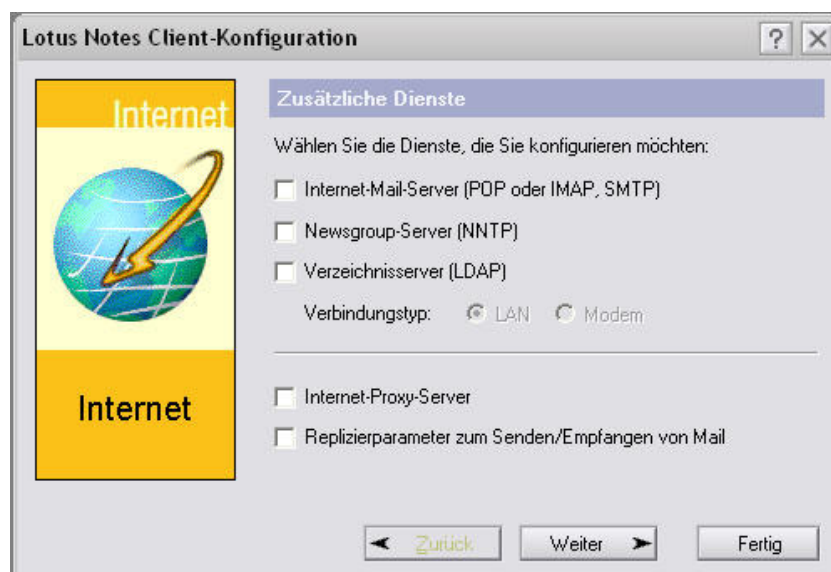 Lotus Notes Client-Konfiguration
Internet
Zusätzliche Dienste
Wählen Sie die Dienste, die Sie konfigurieren möchten:
Internet-Mail-Server (POP oder IMAP, SMTP)
Newsgroup-Server (NNTP)
Verzeichnisserver (LDAP)
Verbindungstyp: LAN Modem
Internet
Internet-Proxy-Server
Replizierparameter zum Senden/Empfangen von Mail
Zurück Weiter Fertig